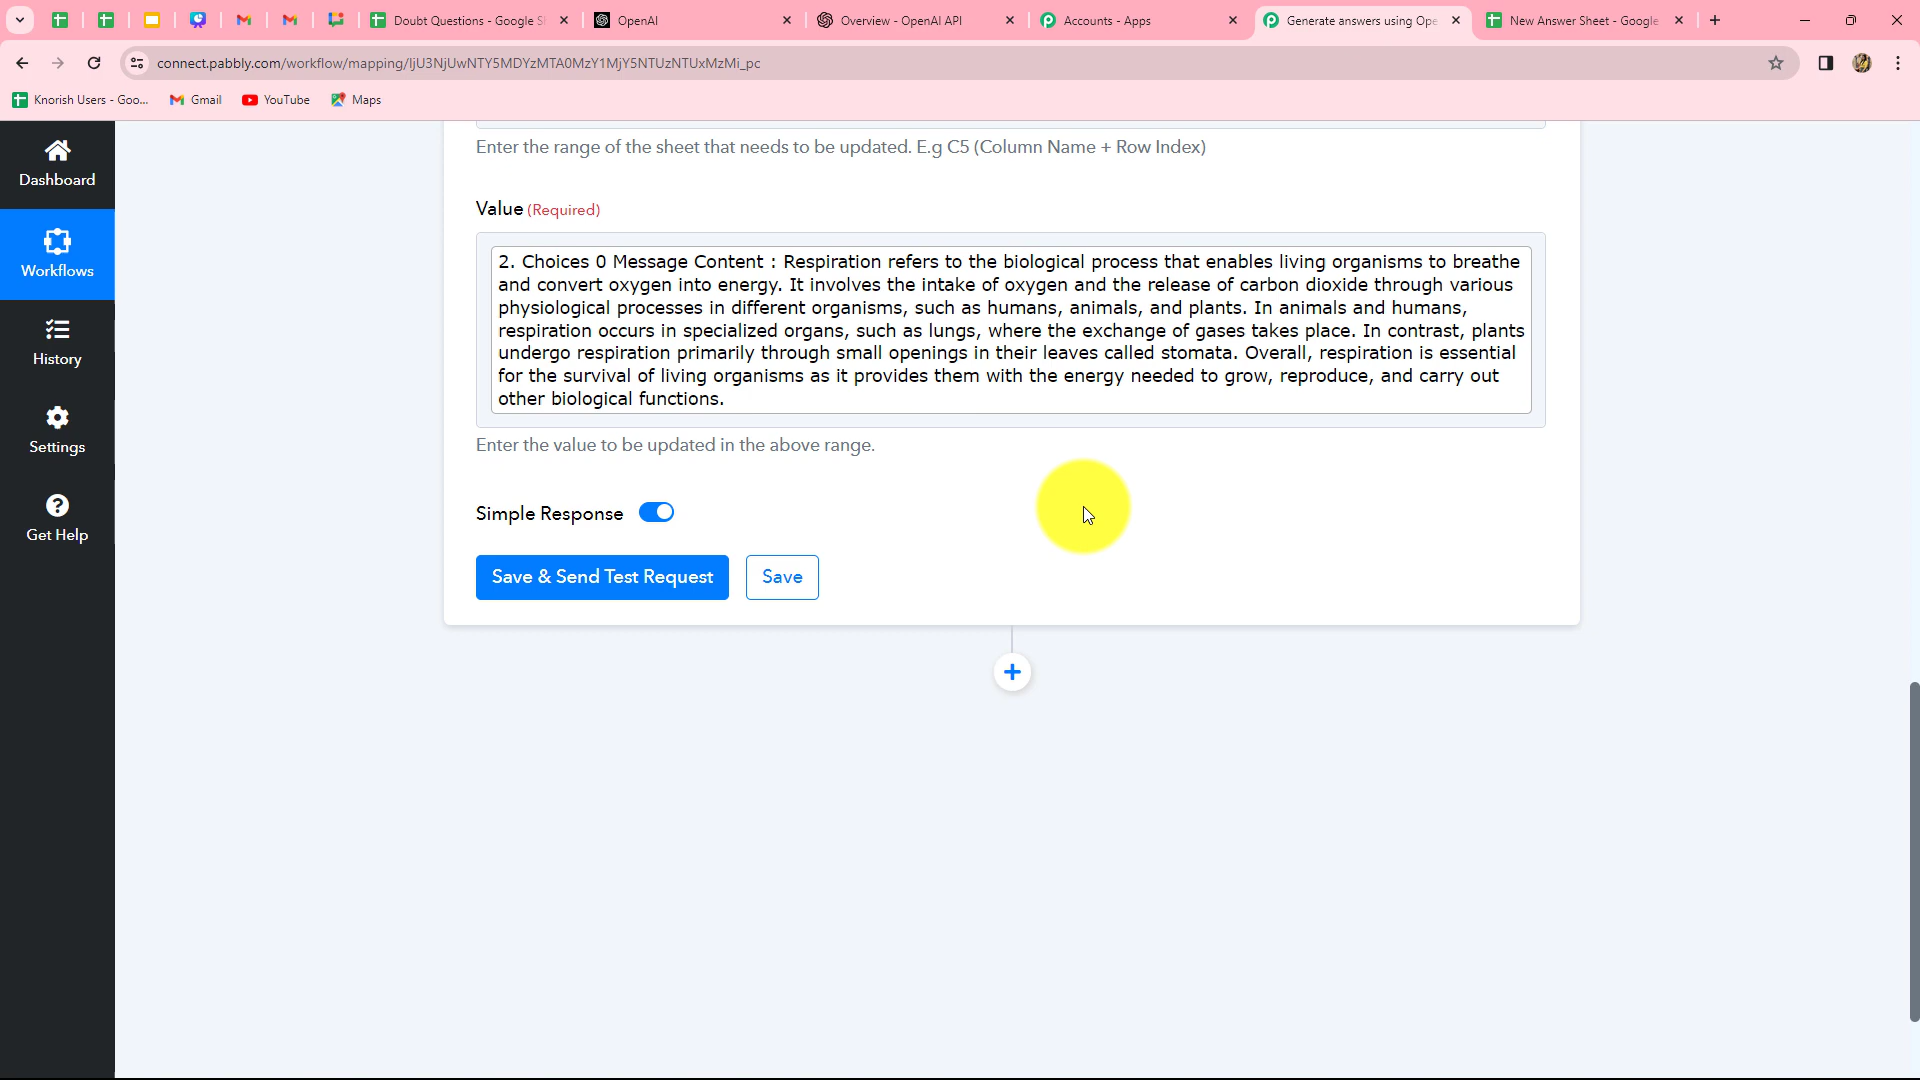 Doubt Questions - Google S
OpenAI
Overview - OpenAI API
Accounts - Apps
Generate answers using Ope
New Answer Sheet - Google
connect.pabbly.com/workflow/mapping/IjU3NjUwNTY5MDYzMTA0MzY1MjY5NTUzNTUxMzMi_pc
Knorish Users - Goo...
Gmail
YouTube
Maps
Dashboard
Workflows
History
Settings
Get Help
Enter the range of the sheet that needs to be updated. E.g C5 (Column Name + Row Index)
Value (Required)
2. Choices 0 Message Content : Respiration refers to the biological process that enables living organisms to breathe
and convert oxygen into energy. It involves the intake of oxygen and the release of carbon dioxide through various
physiological processes in different organisms, such as humans, animals, and plants. In animals and humans,
respiration occurs in specialized organs, such as lungs, where the exchange of gases takes place. In contrast, plants
undergo respiration primarily through small openings in their leaves called stomata. Overall, respiration is essential
for the survival of living organisms as it provides them with the energy needed to grow, reproduce, and carry out
other biological functions.
Enter the value to be updated in the above range.
Simple Response
Save & Send Test Request
Save